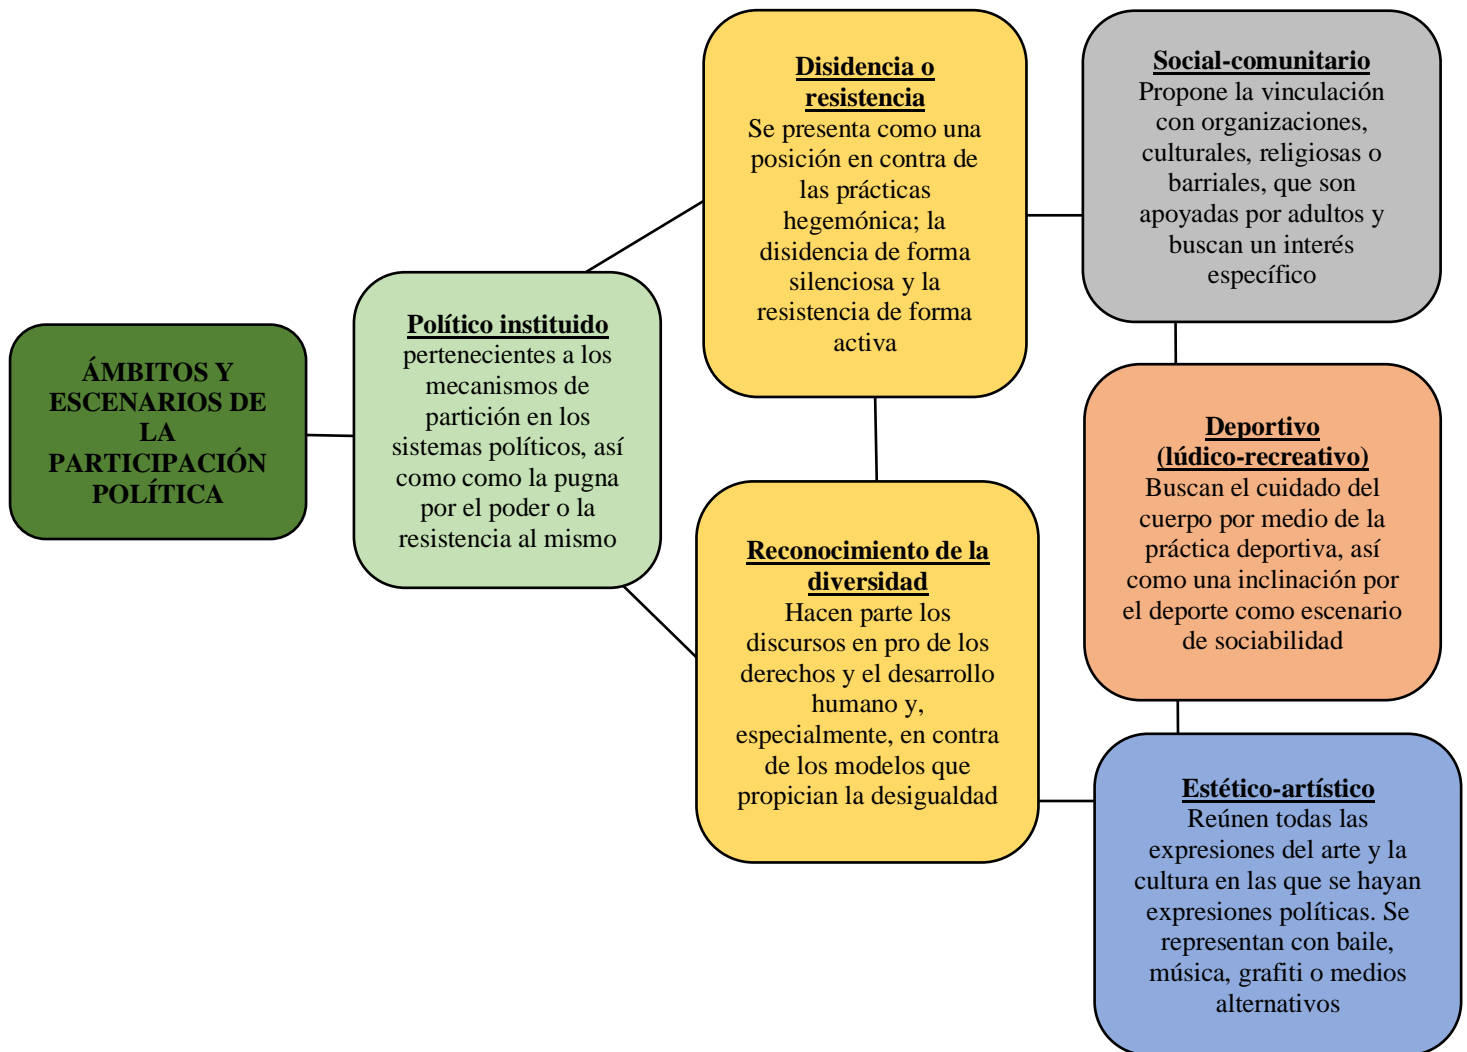 ÁMBITOS Y
ESCENARIOS DE
LA
PARTICIPACIÓN
POLÍTICA
Político instituido
pertenecientes a los
mecanismos de
partición en los
sistemas políticos, así
como como la pugna
por el poder o la
resistencia al mismo
Disidencia o
resistencia
Se presenta como una
posición en contra de
las prácticas
hegemónica; la
disidencia de forma
silenciosa y la
resistencia de forma
activa
Reconocimiento de la
diversidad
Hacen parte los
discursos en pro de los
derechos y el desarrollo
humano y,
especialmente, en contra
de los modelos que
propician la desigualdad
Social-comunitario
Propone la vinculación
con organizaciones,
culturales, religiosas o
barriales, que son
apoyadas por adultos y
buscan un interés
específico
Deportivo
(lúdico-recreativo)
Buscan el cuidado del
cuerpo por medio de la
práctica deportiva, así
como una inclinación por
el deporte como escenario
de sociabilidad
Estético-artístico
Reúnen todas las
expresiones del arte y la
cultura en las que se hayan
expresiones políticas. Se
representan con baile,
música, grafiti o medios
alternativos